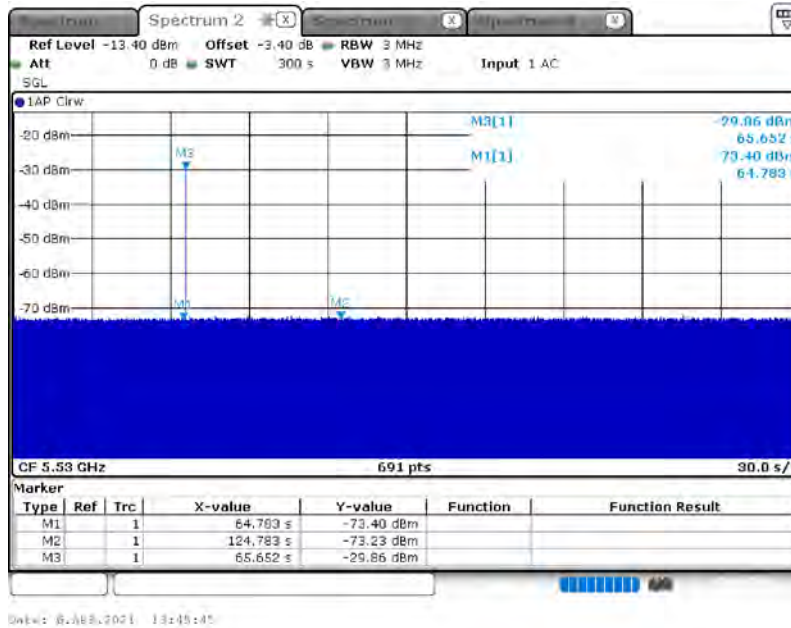 Spectrum 2 X X X
Ref Level -13.40 dBm Offset -3.40 dB RBW 3 MHz
Att 0 dB SWT 300 s VBW 3 MHz Input 1 AC
SGL
1AP Clrw
M3[1] -29.86 dBm
65.652 s
M1[1] -73.40 dBm
64.783 s
-20 dBm
M3
-30 dBm
-40 dBm
-50 dBm
-60 dBm
-70 dBm
M1 M2
CF 5.53 GHz 691 pts 30.0 s/
Marker
Type Ref Trc X-value Y-value Function Function Result
M1 1 64.783 s -73.40 dBm
M2 1 124.783 s -73.23 dBm
M3 1 65.652 s -29.86 dBm
2021 13:45:45